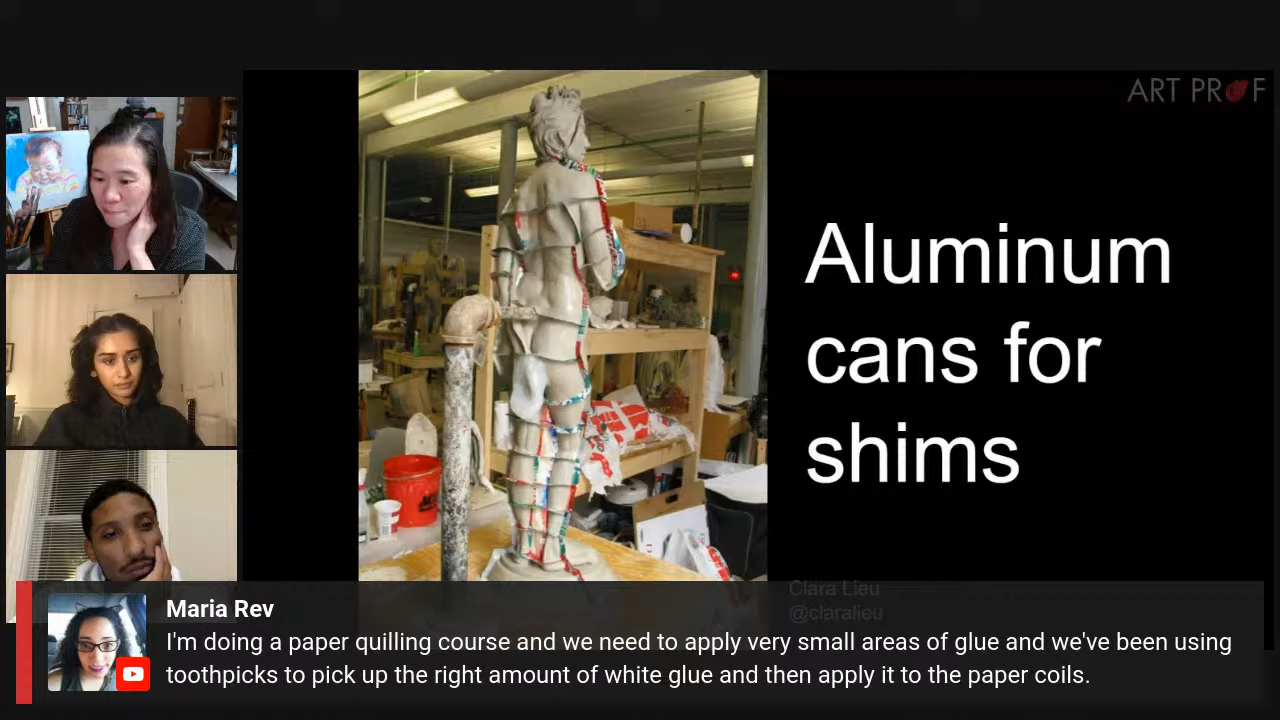 ART PROF
Aluminum
cans for
shims
Clara Lieu
@claralieu
Maria Rev
I'm doing a paper quilling course and we need to apply very small areas of glue and we've been using
toothpicks to pick up the right amount of white glue and then apply it to the paper coils.